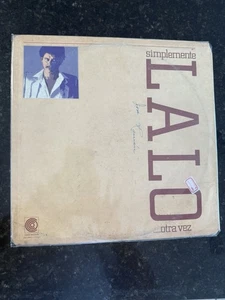 simplemente
LALO
...otra vez